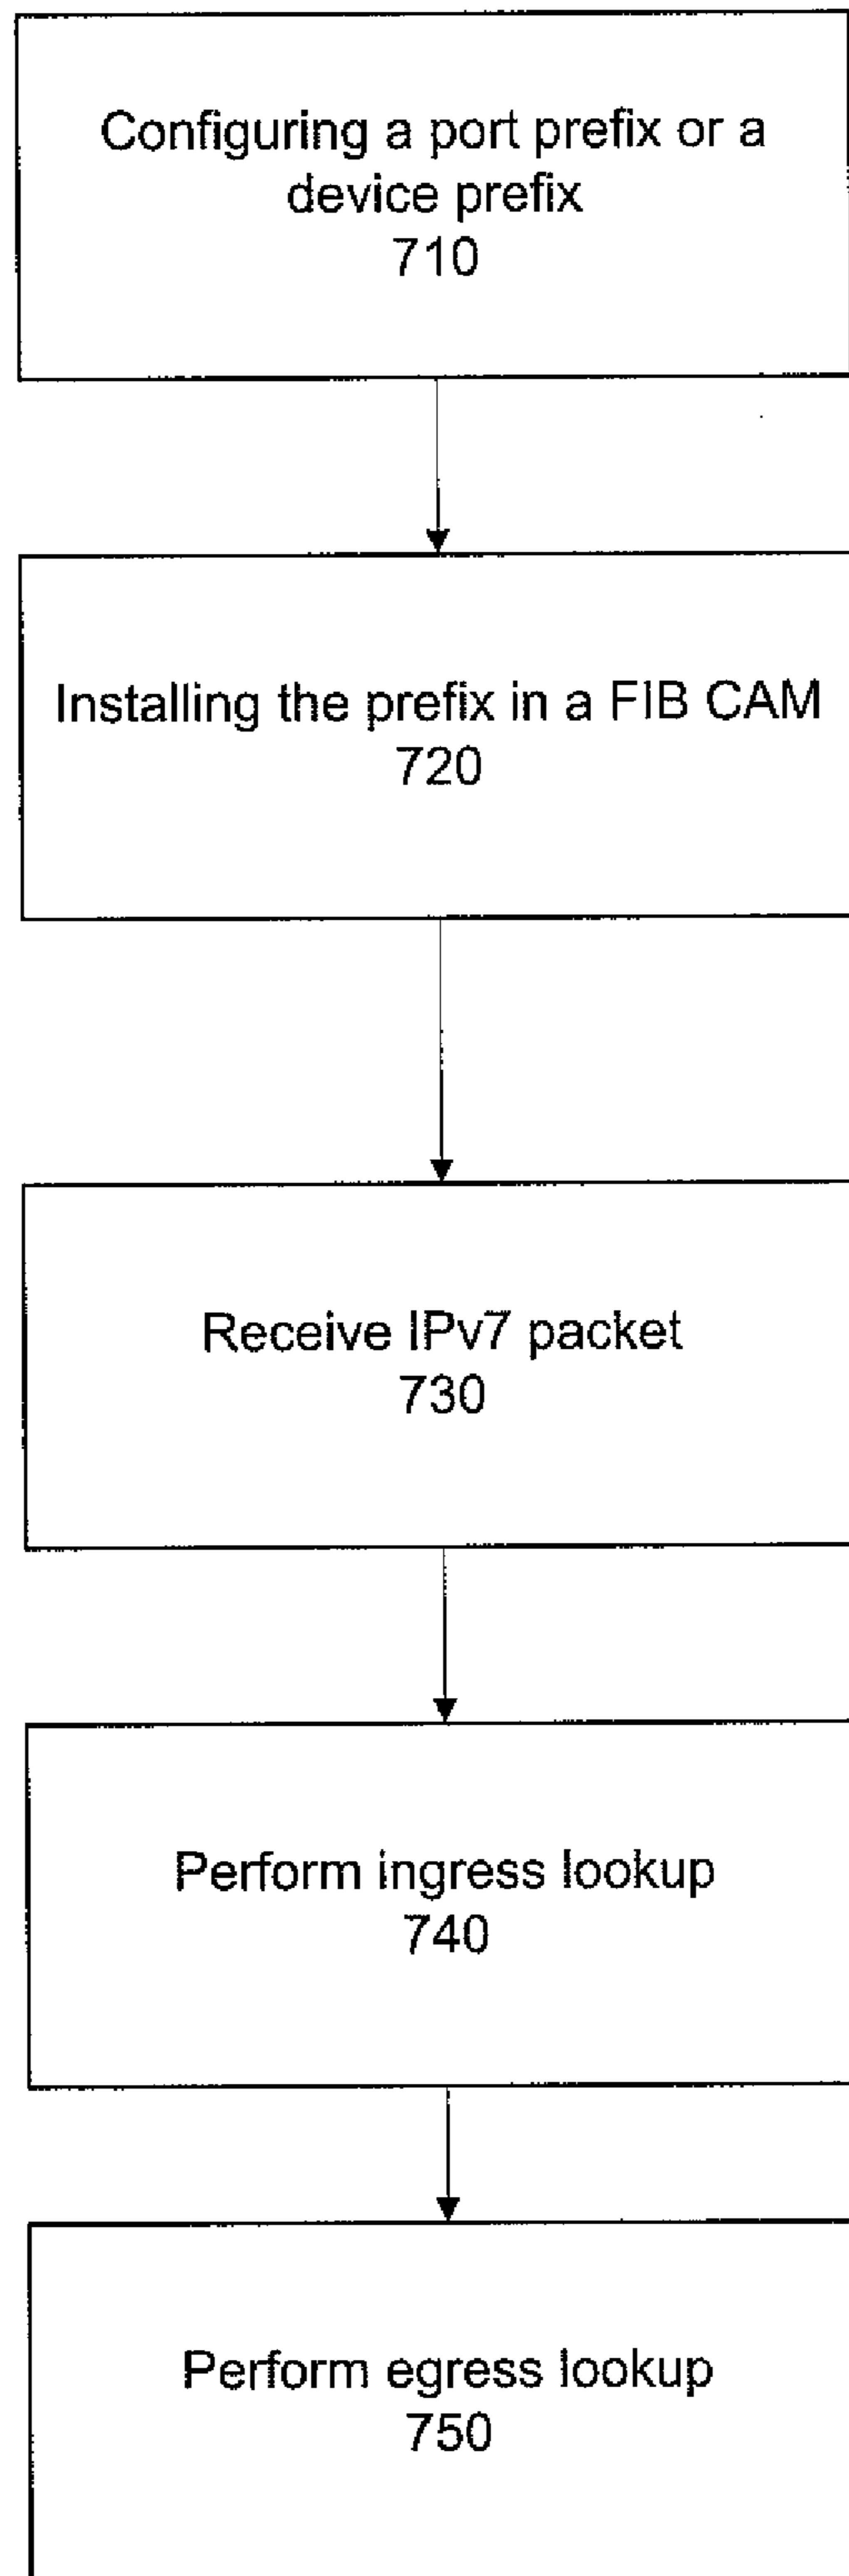 Configuring a port prefix or a
device prefix
710
Installing the prefix in a FIB CAM
720
Receive IPv7 packet
730
Perform ingress lookup
740
Perform egress lookup
750